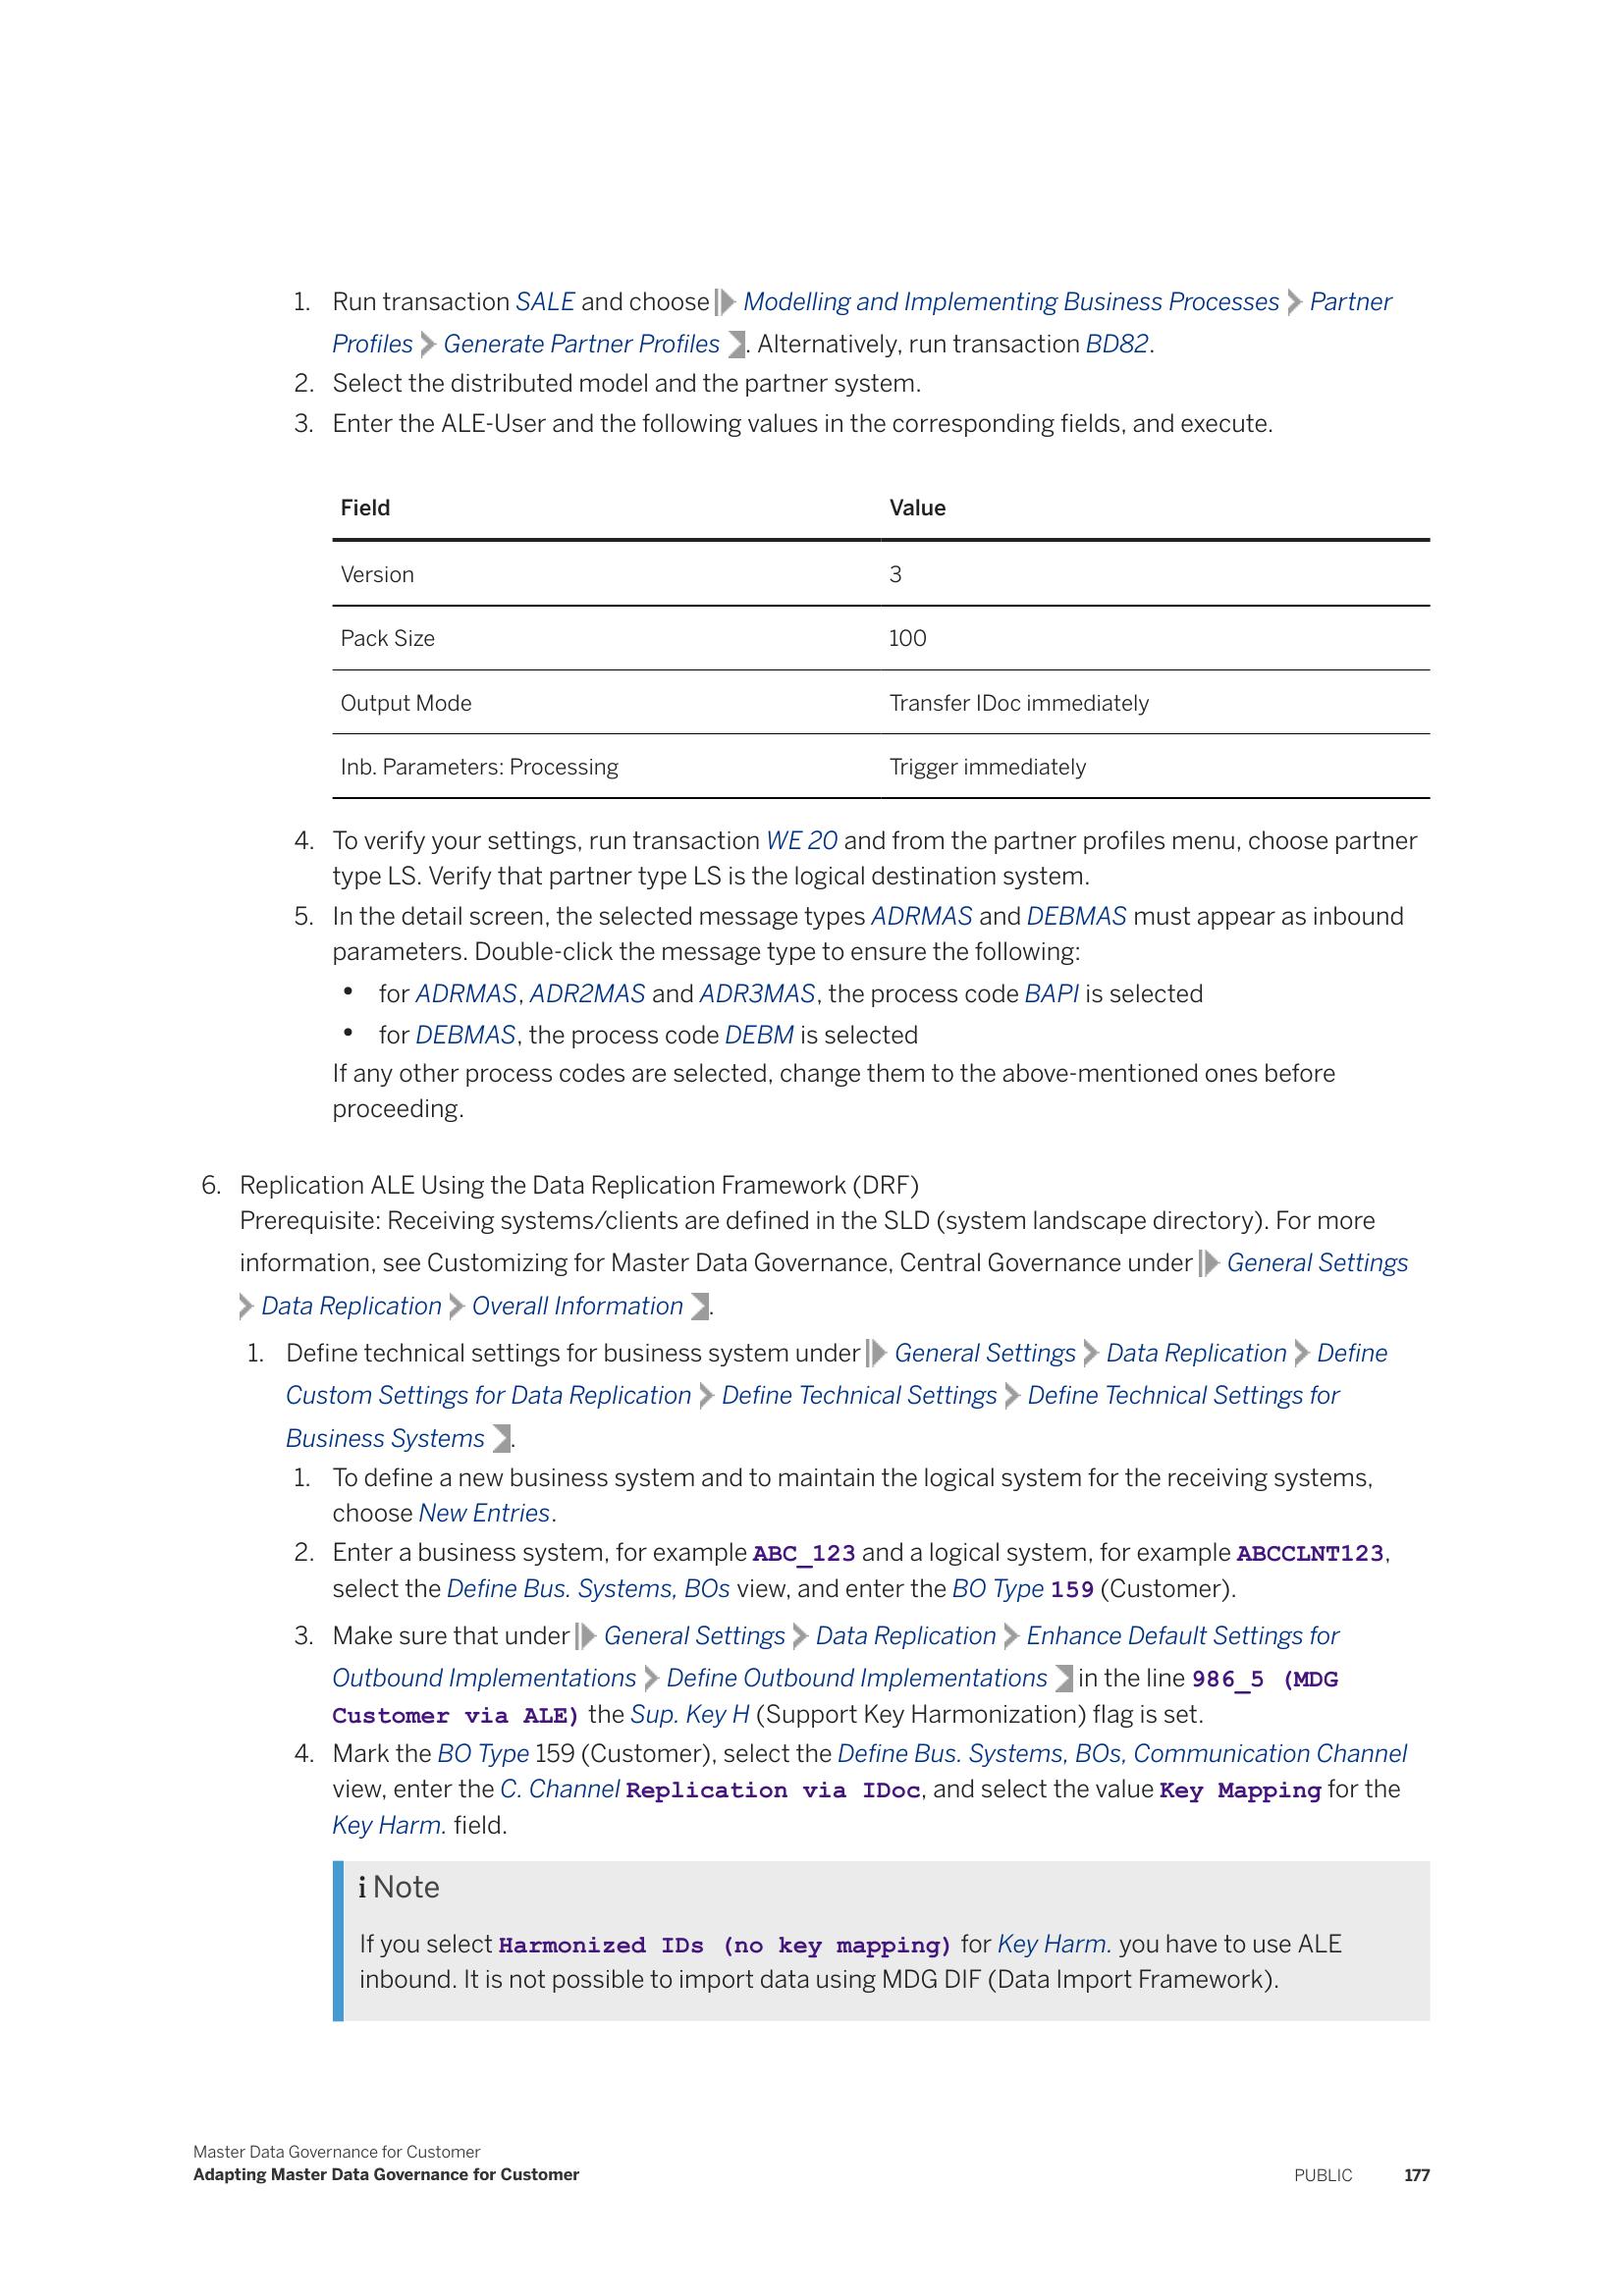 1. Run transaction SALE and choose Modelling and Implementing Business Processes Partner
Profiles Generate Partner Profiles . Alternatively, run transaction BD82.
2. Select the distributed model and the partner system.
3. Enter the ALE-User and the following values in the corresponding fields, and execute.
Field Value
Version 3
Pack Size 100
Output Mode Transfer IDoc immediately
Inb. Parameters: Processing Trigger immediately
4. To verify your settings, run transaction WE 20 and from the partner profiles menu, choose partner
type LS. Verify that partner type LS is the logical destination system.
5. In the detail screen, the selected message types ADRMAS and DEBMAS must appear as inbound
parameters. Double-click the message type to ensure the following:
• for ADRMAS, ADR2MAS and ADR3MAS, the process code BAPI is selected
• for DEBMAS, the process code DEBM is selected
If any other process codes are selected, change them to the above-mentioned ones before
proceeding.
6. Replication ALE Using the Data Replication Framework (DRF)
Prerequisite: Receiving systems/clients are defined in the SLD (system landscape directory). For more
information, see Customizing for Master Data Governance, Central Governance under General Settings
Data Replication Overall Information .
1. Define technical settings for business system under General Settings Data Replication Define
Custom Settings for Data Replication Define Technical Settings Define Technical Settings for
Business Systems .
1. To define a new business system and to maintain the logical system for the receiving systems,
choose New Entries.
2. Enter a business system, for example ABC_123 and a logical system, for example ABCCLNT123,
select the Define Bus. Systems, BOs view, and enter the BO Type 159 (Customer).
3. Make sure that under General Settings Data Replication Enhance Default Settings for
Outbound Implementations Define Outbound Implementations in the line 986_5 (MDG
Customer via ALE) the Sup. Key H (Support Key Harmonization) flag is set.
4. Mark the BO Type 159 (Customer), select the Define Bus. Systems, BOs, Communication Channel
view, enter the C. Channel Replication via IDoc, and select the value Key Mapping for the
Key Harm. field.
i Note
If you select Harmonized IDs (no key mapping) for Key Harm. you have to use ALE
inbound. It is not possible to import data using MDG DIF (Data Import Framework).
Master Data Governance for Customer
Adapting Master Data Governance for Customer PUBLIC 177